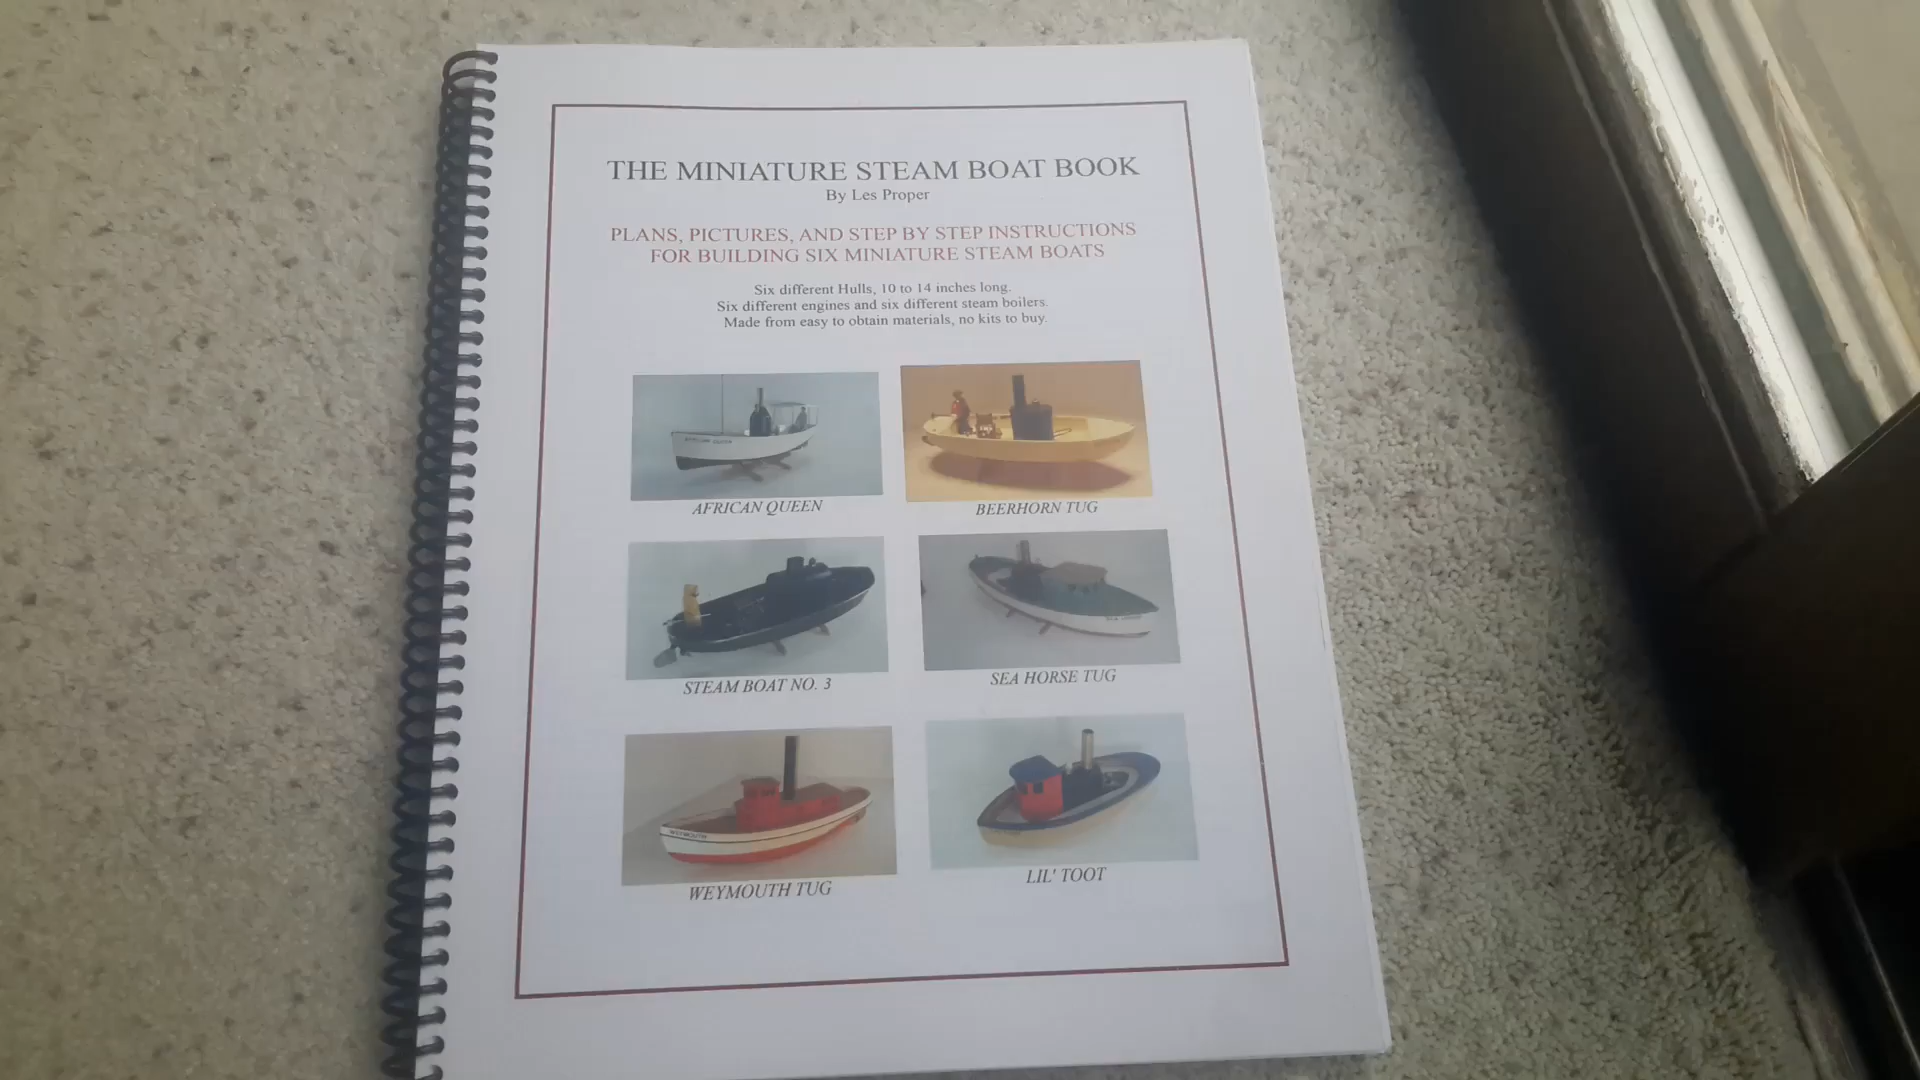 THE MINIATURE STEAM BOAT BOOK
By Les Proper
PLANS, PICTURES, AND STEP BY STEP INSTRUCTIONS
FOR BUILDING SIX MINIATURE STEAM BOATS
Six different Hulls, 10 to 14 inches long.
Six different engines and six different steam boilers.
Made from easy to obtain materials, no kits to buy.
AFRICAN QUEEN
BEERHORN TUG
STEAM BOAT NO. 3
SEA HORSE TUG
WEYMOUTH
WEYMOUTH TUG
LIL' TOOT